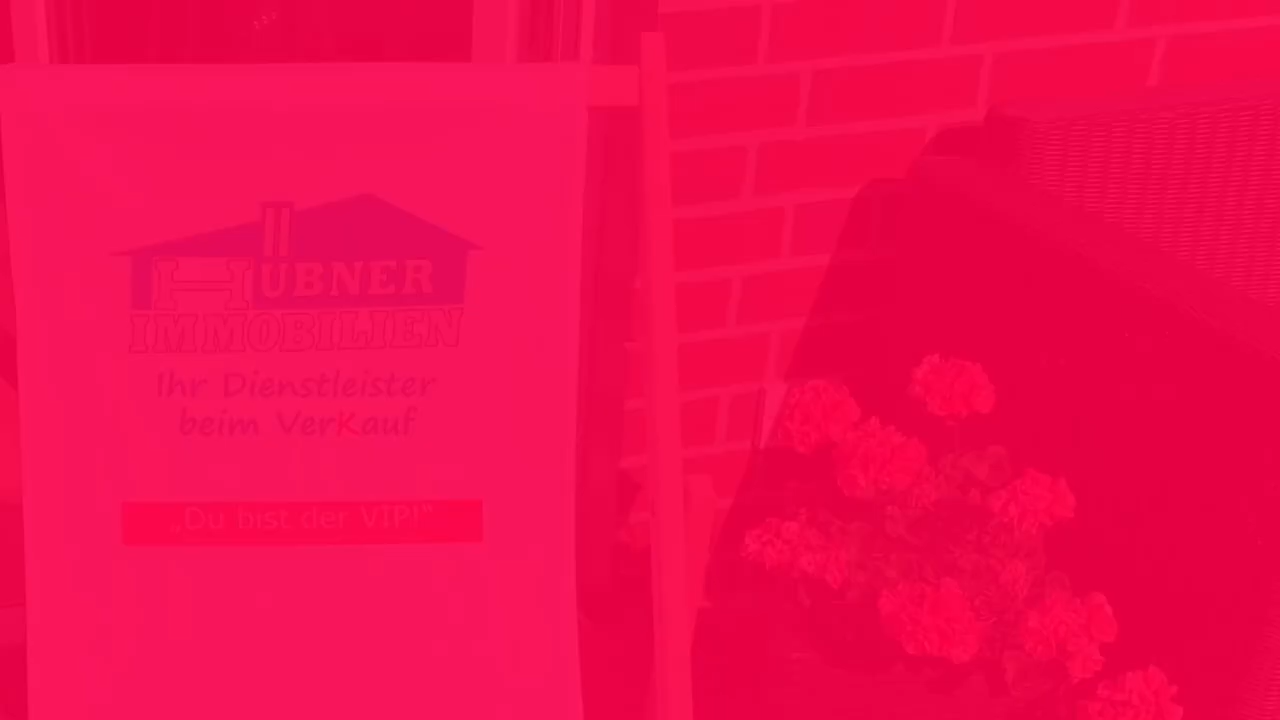 HÜBNER
IMMOBILIEN
Ihr Dienstleister
beim VerKauf
„Du bist der VIP!“